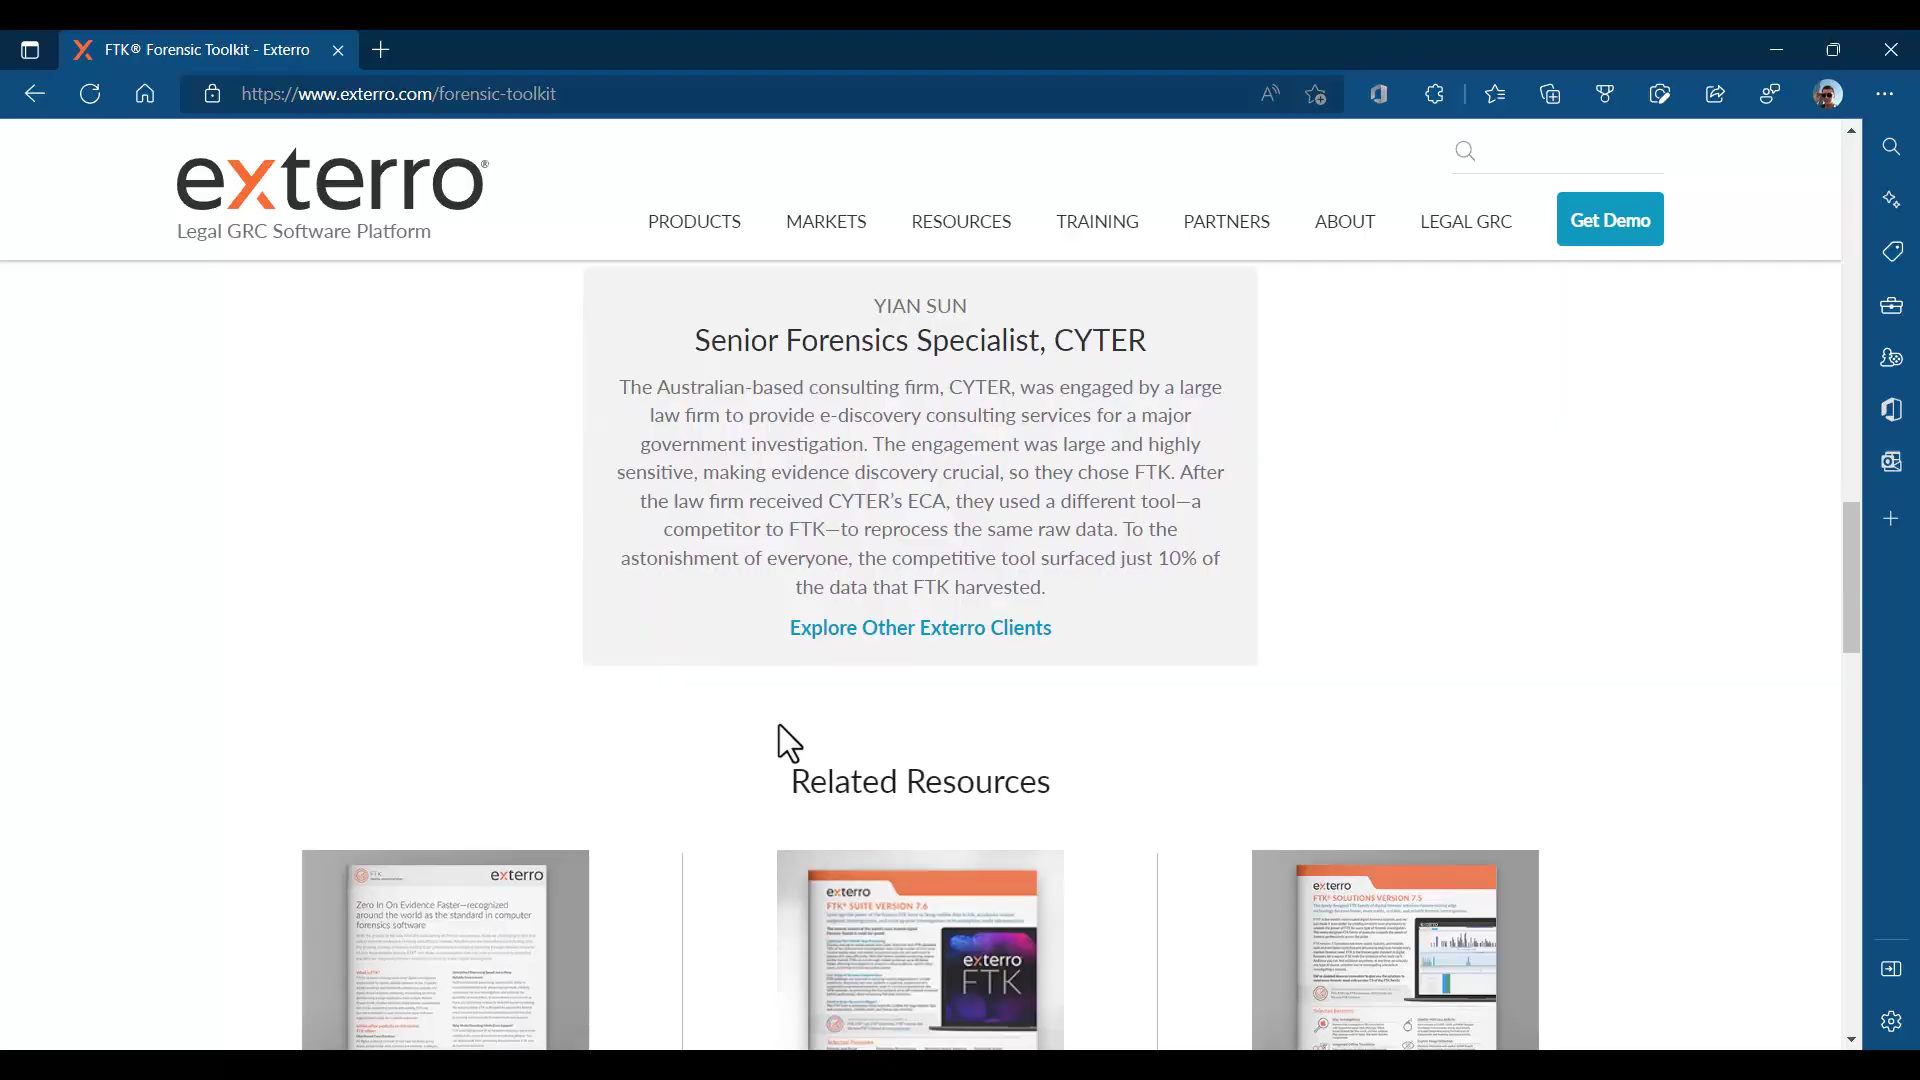 FTK® Forensic Toolkit - Exterro
https://www.exterro.com/forensic-toolkit
exterro®
Legal GRC Software Platform
PRODUCTS
MARKETS
RESOURCES
TRAINING
PARTNERS
ABOUT
LEGAL GRC
Get Demo
YIAN SUN
Senior Forensics Specialist, CYTER
The Australian-based consulting firm, CYTER, was engaged by a large
law firm to provide e-discovery consulting services for a major
government investigation. The engagement was large and highly
sensitive, making evidence discovery crucial, so they chose FTK. After
the law firm received CYTER’s ECA, they used a different tool—a
competitor to FTK—to reprocess the same raw data. To the
astonishment of everyone, the competitive tool surfaced just 10% of
the data that FTK harvested.
Explore Other Exterro Clients
Related Resources
FTK
exterro
Zero In On Evidence Faster—recognized
around the world as the standard in computer
forensics software
exterro
FTK® SUITE VERSION 7.6
exterro
FTK
exterro
FTK® SOLUTIONS VERSION 7.5